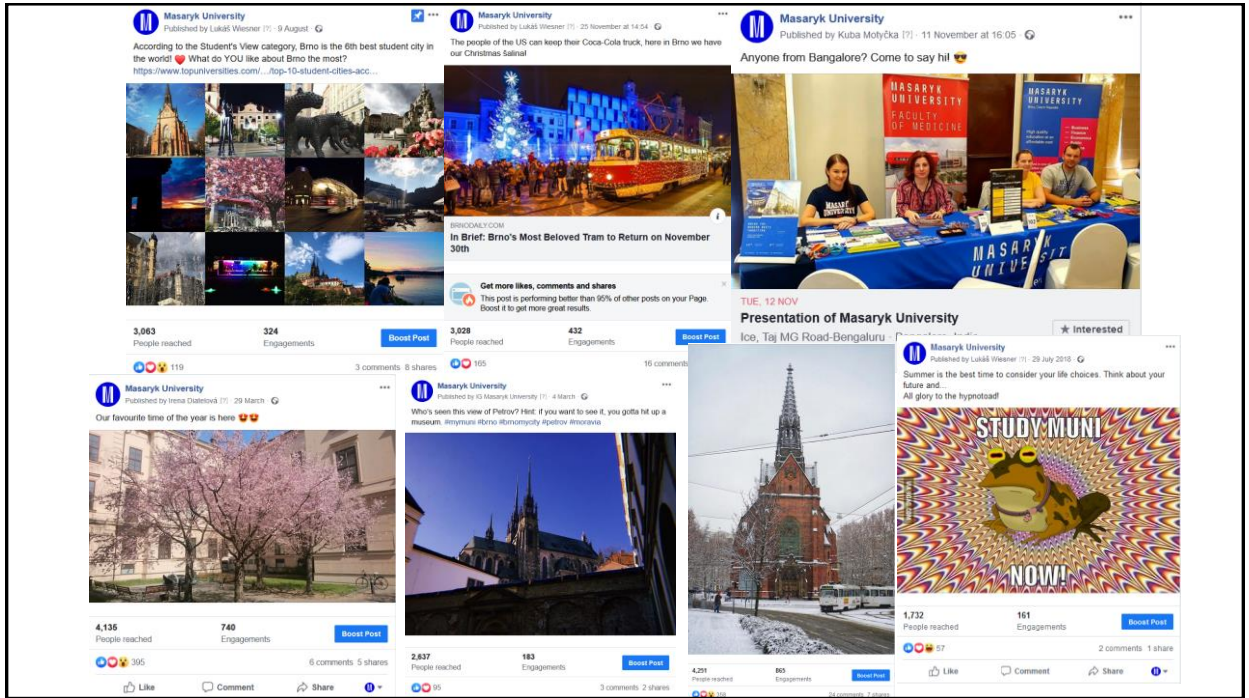 Masaryk University
Published by Lukáš Wiesner [?] · 9 August ·
According to the Student's View category, Brno is the 6th best student city in
the world! ❤️ What do YOU like about Brno the most?
https://www.topuniversities.com/.../top-10-student-cities-acc...
3,063
324
People reached
Engagements
Boost Post
119
3 comments 8 shares
Masaryk University
Published by Lukáš Wiesner [?] · 25 November at 14:54 ·
The people of the US can keep their Coca-Cola truck, here in Brno we have
our Christmas šalina!
BRNODAILY.COM
In Brief: Brno's Most Beloved Tram to Return on November
30th
Get more likes, comments and shares
This post is performing better than 95% of other posts on your Page.
Boost it to get more great results.
3,028
432
People reached
Engagements
Boost Post
165
16 comments
Masaryk University
Published by Kuba Motyčka [?] · 11 November at 16:05 ·
Anyone from Bangalore? Come to say hi! 😎
MASARYK
UNIVERSITY
FACULTY
OF MEDICINE
MASARYK
UNIVERSITY
MASARYK
UNIVERSITY
MASARYK
UNIVERSITY
TUE, 12 NOV
Presentation of Masaryk University
Ice, Taj MG Road-Bengaluru · Bangalore, India
★ Interested
Masaryk University
Published by Irena Diatelová [?] · 29 March ·
Our favourite time of the year is here 😍😍
4,135
740
People reached
Engagements
Boost Post
395
6 comments 5 shares
Like
Comment
Share
Masaryk University
Published by IG Masaryk University [?] · 4 March ·
Who's seen this view of Petrov? Hint: if you want to see it, you gotta hit up a
museum. #mymuni #brno #brnomycity #petrov #moravia
2,637
183
People reached
Engagements
Boost Post
95
3 comments 2 shares
Like
Comment
Share
4,251
865
People reached
Engagements
Boost Post
358
24 comments 7 shares
Masaryk University
Published by Lukáš Wiesner [?] · 29 July 2018 ·
Summer is the best time to consider your life choices. Think about your
future and...
All glory to the hypnotoad!
STUDY MUNI
NOW!
1,732
161
People reached
Engagements
Boost Post
57
2 comments 1 share
Like
Comment
Share